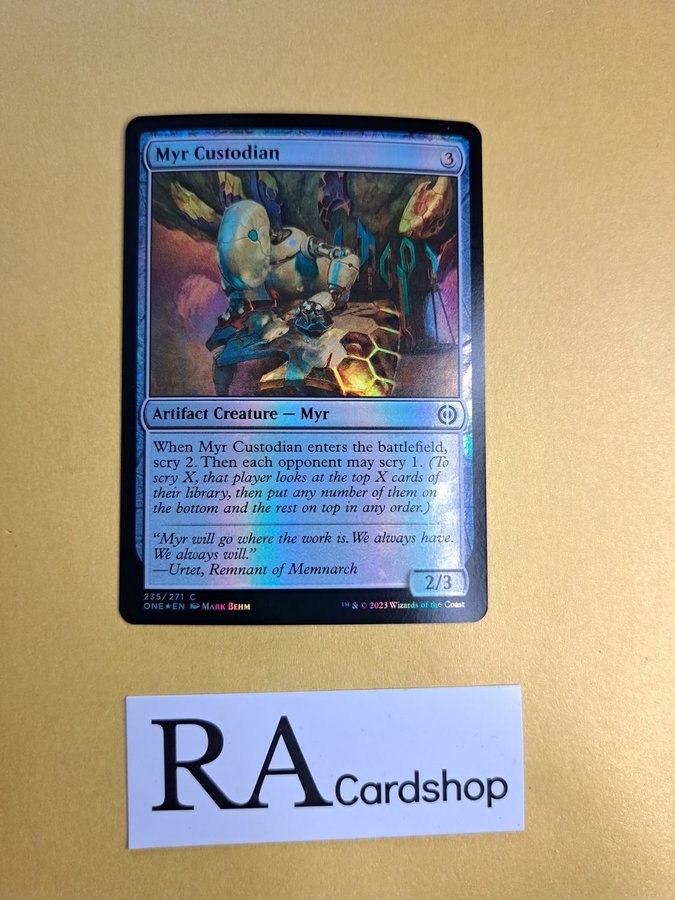 Myr Custodian 3
Artifact Creature — Myr
When Myr Custodian enters the battlefield,
scry 2. Then each opponent may scry 1. (To
scry X, that player looks at the top X cards of
their library, then put any number of them on
the bottom and the rest on top in any order.)
“Myr will go where the work is. We always have.
We always will.”
—Urtet, Remnant of Memnarch
2/3
235/271 C
ONE★EN Mark Behm ™ & © 2023 Wizards of the Coast
RA Cardshop